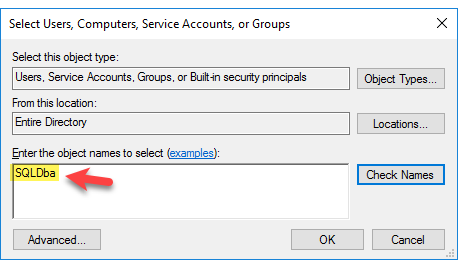 Select Users, Computers, Service Accounts, or Groups
Select this object type:
Users, Service Accounts, Groups, or Built-in security principals
Object Types...
From this location:
Entire Directory
Locations...
Enter the object names to select (examples):
SQLDba
Check Names
Advanced...
OK
Cancel